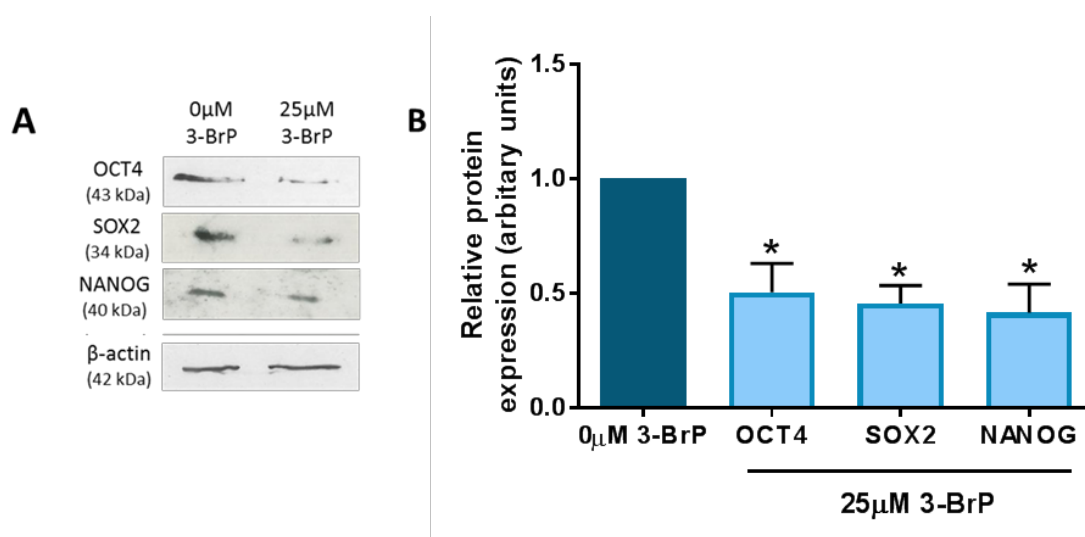 A
0μM
3-BrP
25μM
3-BrP
OCT4
(43 kDa)
SOX2
(34 kDa)
NANOG
(40 kDa)
β-actin
(42 kDa)
B
Relative protein
expression (arbitary units)
1.5
1.0
0.5
0.0
*
*
*
0μM 3-BrP
OCT4
SOX2
NANOG
25μM 3-BrP